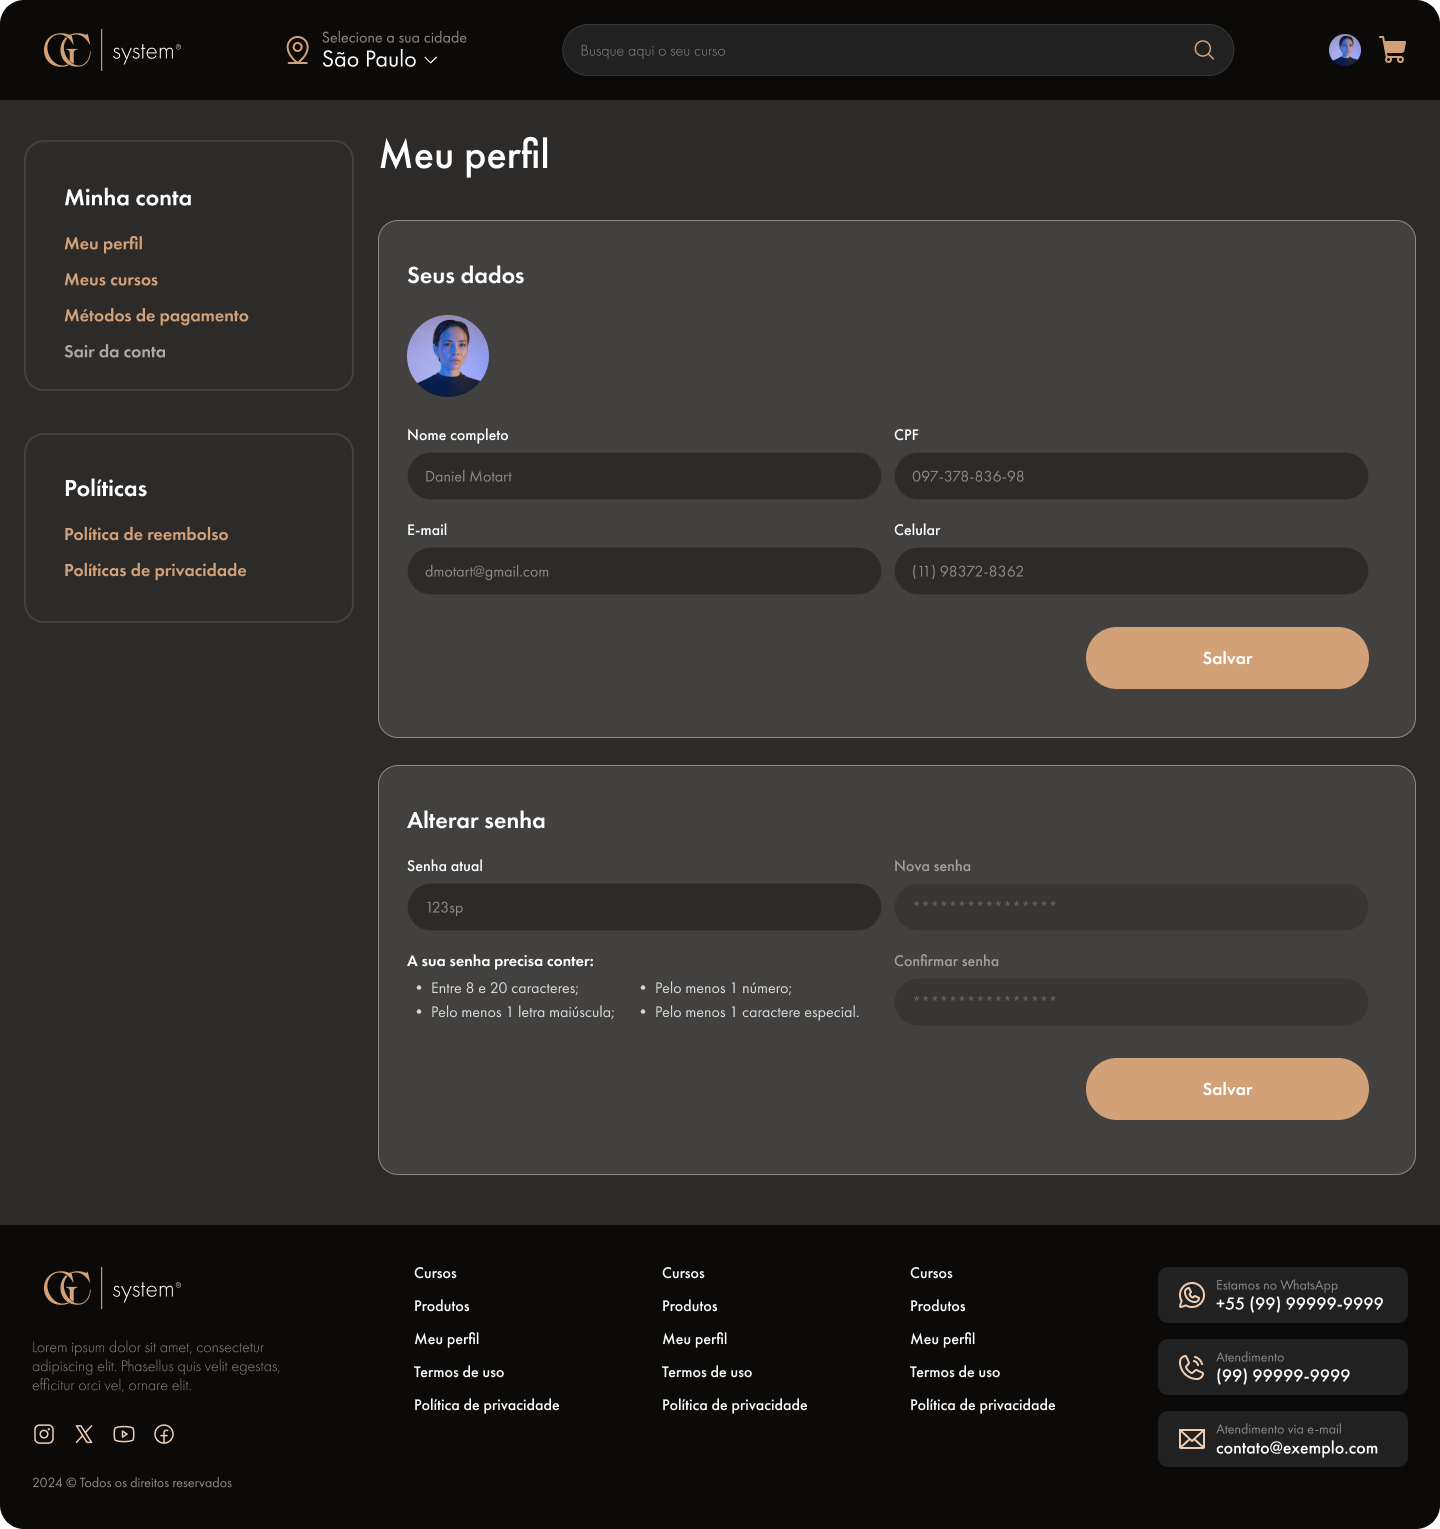 GC system®
Selecione a sua cidade
São Paulo
Busque aqui o seu curso
Minha conta
Meu perfil
Meus cursos
Métodos de pagamento
Sair da conta
Políticas
Política de reembolso
Políticas de privacidade
Meu perfil
Seus dados
Nome completo
CPF
Daniel Motart
097-378-836-98
E-mail
Celular
dmotart@gmail.com
(11) 98372-8362
Salvar
Alterar senha
Senha atual
Nova senha
123sp
****************
A sua senha precisa conter:
• Entre 8 e 20 caracteres;
• Pelo menos 1 letra maiúscula;
• Pelo menos 1 número;
• Pelo menos 1 caractere especial.
Confirmar senha
****************
Salvar
GC system®
Lorem ipsum dolor sit amet, consectetur
adipiscing elit. Phasellus quis velit egestas,
efficitur orci vel, ornare elit.
2024 © Todos os direitos reservados
Cursos
Produtos
Meu perfil
Termos de uso
Política de privacidade
Cursos
Produtos
Meu perfil
Termos de uso
Política de privacidade
Cursos
Produtos
Meu perfil
Termos de uso
Política de privacidade
Estamos no WhatsApp
+55 (99) 99999-9999
Atendimento
(99) 99999-9999
Atendimento via e-mail
contato@exemplo.com